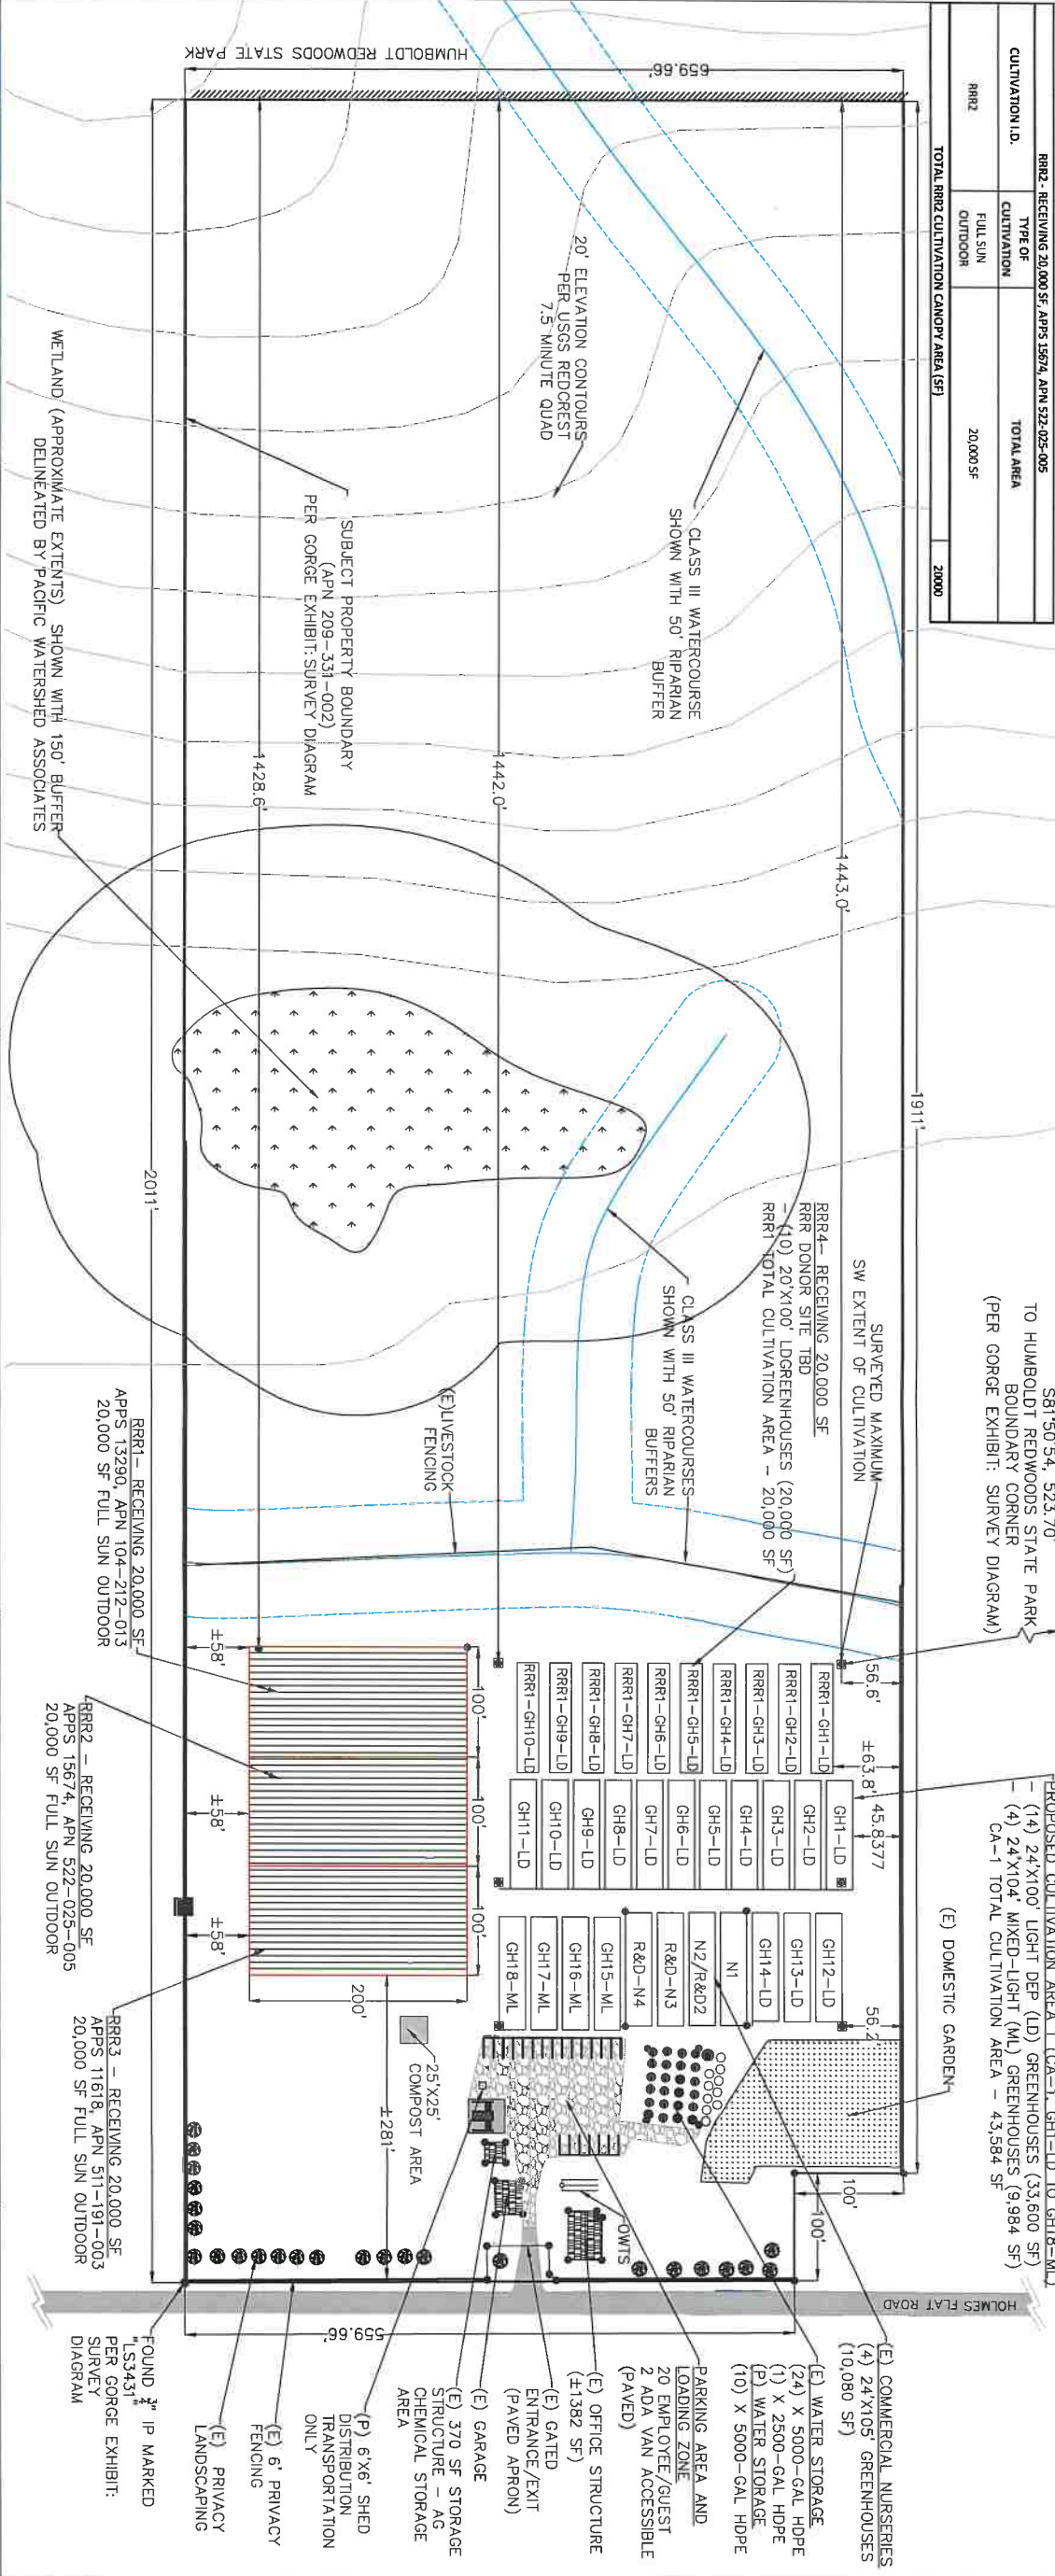 RRR2 - RECEIVING 20,000 SF, APPS 15674, APN 522-025-005
CULTIVATION I.D.
TYPE OF
CULTIVATION
TOTAL AREA
RRR2
FULL SUN
OUTDOOR
20,000 SF
TOTAL RRR2 CULTIVATION CANOPY AREA (SF)
20000
HUMBOLDT REDWOODS STATE PARK
659.66'
1911'
2011'
1443.0'
1442.0'
1428.6'
20' ELEVATION CONTOURS
PER USGS REDCREST
7.5 MINUTE QUAD
CLASS III WATERCOURSE
SHOWN WITH 50' RIPARIAN
BUFFER
SUBJECT PROPERTY BOUNDARY
(APN 209-331-002)
PER GORGE EXHIBIT: SURVEY DIAGRAM
WETLAND (APPROXIMATE EXTENTS) SHOWN WITH 150' BUFFER
DELINEATED BY PACIFIC WATERSHED ASSOCIATES
S81°50'54, 523.70'
TO HUMBOLDT REDWOODS STATE PARK
BOUNDARY CORNER
(PER GORGE EXHIBIT: SURVEY DIAGRAM)
SURVEYED MAXIMUM
SW EXTENT OF CULTIVATION
RRR4- RECEIVING 20,000 SF
RRR DONOR SITE TBD
- (10) 20'X100' LDGREENHOUSES (20,000 SF)
RRR1 TOTAL CULTIVATION AREA - 20,000 SF
CLASS III WATERCOURSES
SHOWN WITH 50' RIPARIAN
BUFFERS
(E)LIVESTOCK
FENCING
RRR1- RECEIVING 20,000 SF
APPS 13290, APN 104-212-013
20,000 SF FULL SUN OUTDOOR
RRR2 - RECEIVING 20,000 SF
APPS 15674, APN 522-025-005
20,000 SF FULL SUN OUTDOOR
RRR3 - RECEIVING 20,000 SF
APPS 11618, APN 511-191-003
20,000 SF FULL SUN OUTDOOR
PROPOSED CULTIVATION AREA 1 (CA-1, GH1-LD TO GH18-ML)
- (14) 24'X100' LIGHT DEP (LD) GREENHOUSES (33,600 SF)
- (4) 24'X104' MIXED-LIGHT (ML) GREENHOUSES (9,984 SF)
CA-1 TOTAL CULTIVATION AREA - 43,584 SF
56.6'
±63.8'
45.8377
56.2'
RRR1-GH1-LD
RRR1-GH2-LD
RRR1-GH3-LD
RRR1-GH4-LD
RRR1-GH5-LD
RRR1-GH6-LD
RRR1-GH7-LD
RRR1-GH8-LD
RRR1-GH9-LD
RRR1-GH10-LD
GH1-LD
GH2-LD
GH3-LD
GH4-LD
GH5-LD
GH6-LD
GH7-LD
GH8-LD
GH9-LD
GH10-LD
GH11-LD
GH12-LD
GH13-LD
GH14-LD
N1
N2/R&D2
R&D-N3
R&D-N4
GH15-ML
GH16-ML
GH17-ML
GH18-ML
100'
100'
100'
200'
±58'
±58'
±58'
±281'
25'X25'
COMPOST AREA
(E) DOMESTIC GARDEN
100'
100'
OWTS
HOLMES FLAT ROAD
559.66'
(E) COMMERCIAL NURSERIES
(4) 24'X105' GREENHOUSES
(10,080 SF)
(E) WATER STORAGE
(24) X 5000-GAL HDPE
(1) X 2500-GAL HDPE
(P) WATER STORAGE
(10) X 5000-GAL HDPE
PARKING AREA AND
LOADING ZONE
20 EMPLOYEE/GUEST
2 ADA VAN ACCESSIBLE
(PAVED)
(E) OFFICE STRUCTURE
(±1382 SF)
(E) GATED
ENTRANCE/EXIT
(PAVED APRON)
(E) GARAGE
(E) 370 SF STORAGE
STRUCTURE - AG
CHEMICAL STORAGE
AREA
(P) 6'X6' SHED
DISTRIBUTION
TRANSPORTATION
ONLY
(E) 6' PRIVACY
FENCING
(E) PRIVACY
LANDSCAPING
FOUND 3/4" IP MARKED
"LS3431"
PER GORGE EXHIBIT:
SURVEY
DIAGRAM